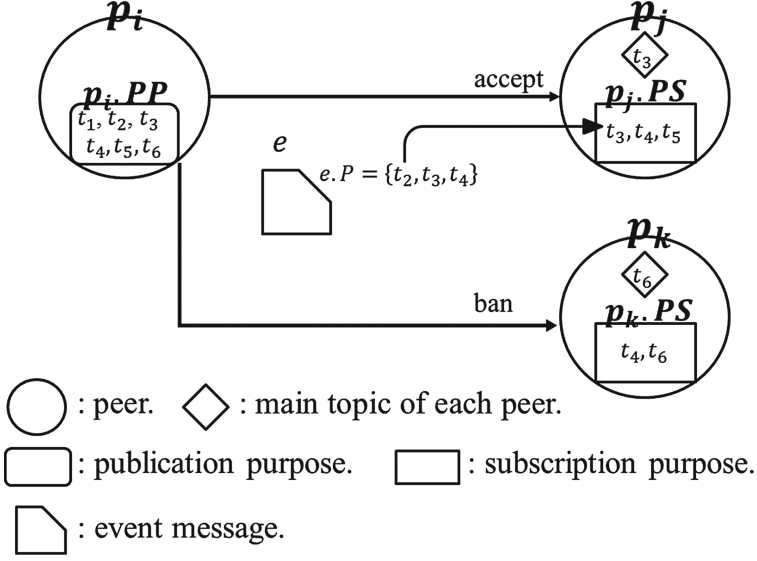 p_i
p_j
t_3
p_i.PP
accept
p_j.PS
t_1, t_2, t_3
t_4,t_5,t_6
e
t_3,t_4,t_5
e.P = {t_2,t_3,t_4}
p_k
t_6
ban
p_k.PS
t_4,t_6
: peer.
: main topic of each peer.
: publication purpose.
: subscription purpose.
: event message.